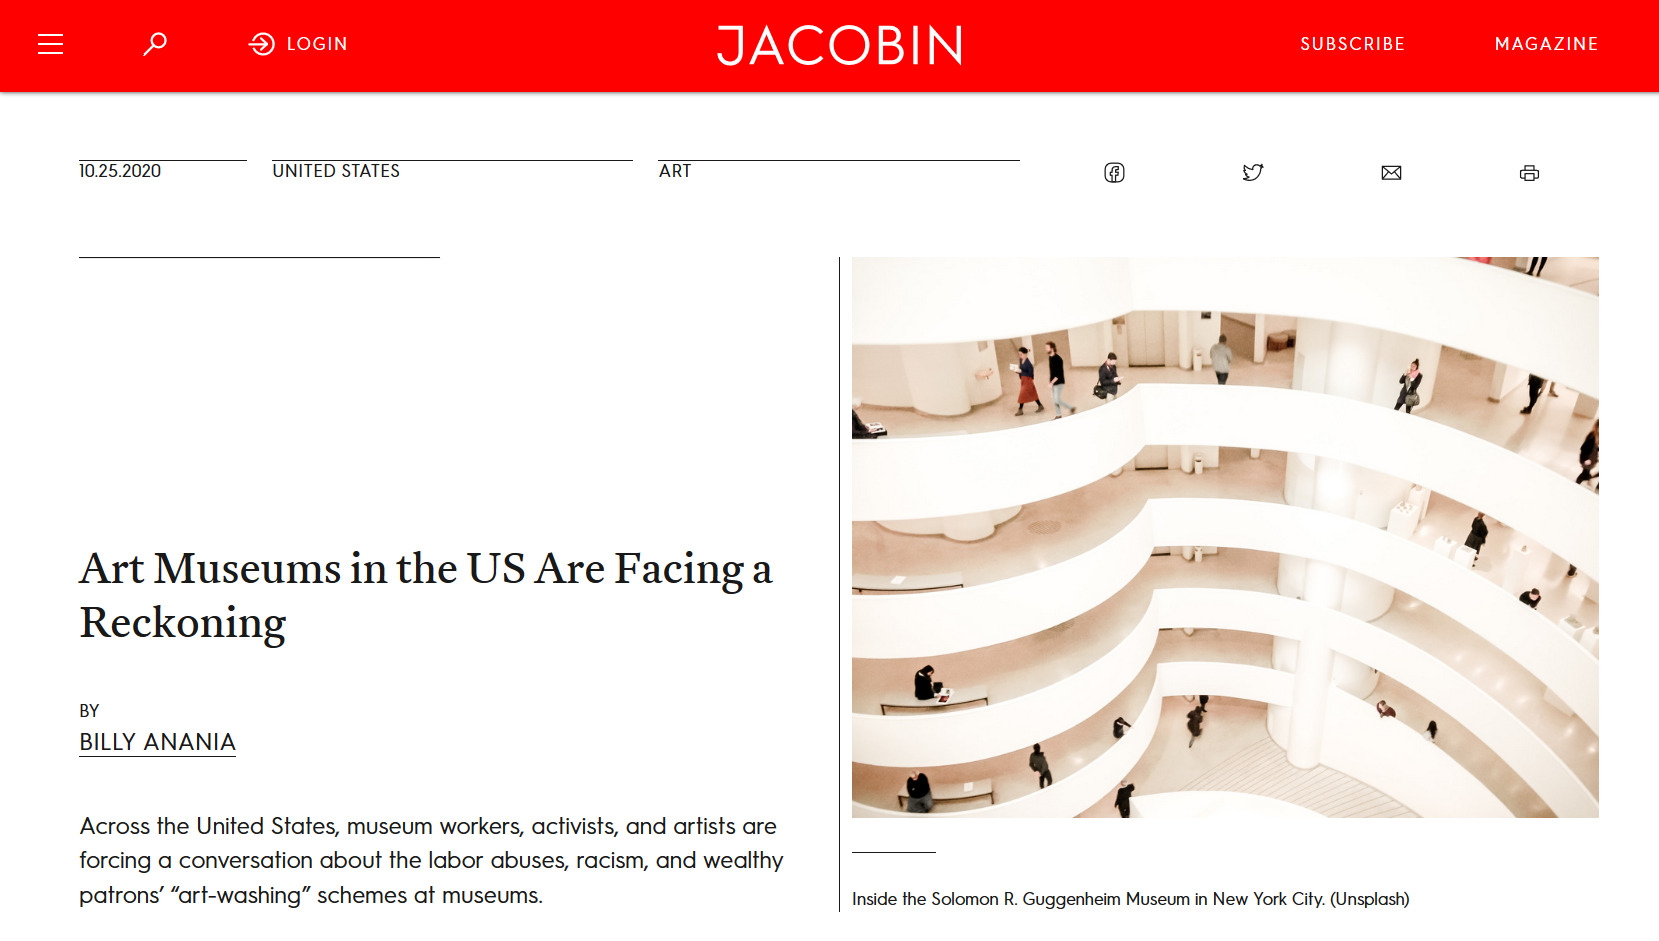 LOGIN
JACOBIN
SUBSCRIBE
MAGAZINE
10.25.2020
UNITED STATES
ART
Art Museums in the US Are Facing a
Reckoning
BY
BILLY ANANIA
Across the United States, museum workers, activists, and artists are
forcing a conversation about the labor abuses, racism, and wealthy
patrons’ “art-washing” schemes at museums.
Inside the Solomon R. Guggenheim Museum in New York City. (Unsplash)